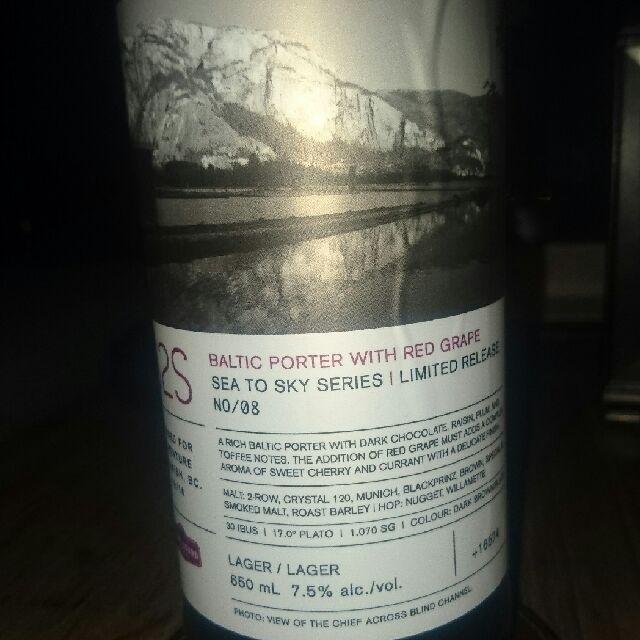 2S
BALTIC PORTER WITH RED GRAPE
SEA TO SKY SERIES | LIMITED RELEASE
NO/08
A RICH BALTIC PORTER WITH DARK CHOCOLATE, RAISIN, PLUM, AND
TOFFEE NOTES. THE ADDITION OF RED GRAPE MUST ADDS A
AROMA OF SWEET CHERRY AND CURRANT WITH A DELICATE
MALT: 2-ROW, CRYSTAL 120, MUNICH, BLACKPRINZ, BROWN,
SMOKED MALT, ROAST BARLEY | HOP: NUGGET, WILLAMETTE
30 IBUS | 17.0° PLATO | 1.070 SG | COLOUR: DARK
FOR
BC.
LAGER / LAGER
650 mL 7.5% alc./vol.
PHOTO: VIEW OF THE CHIEF ACROSS BLIND CHANNEL